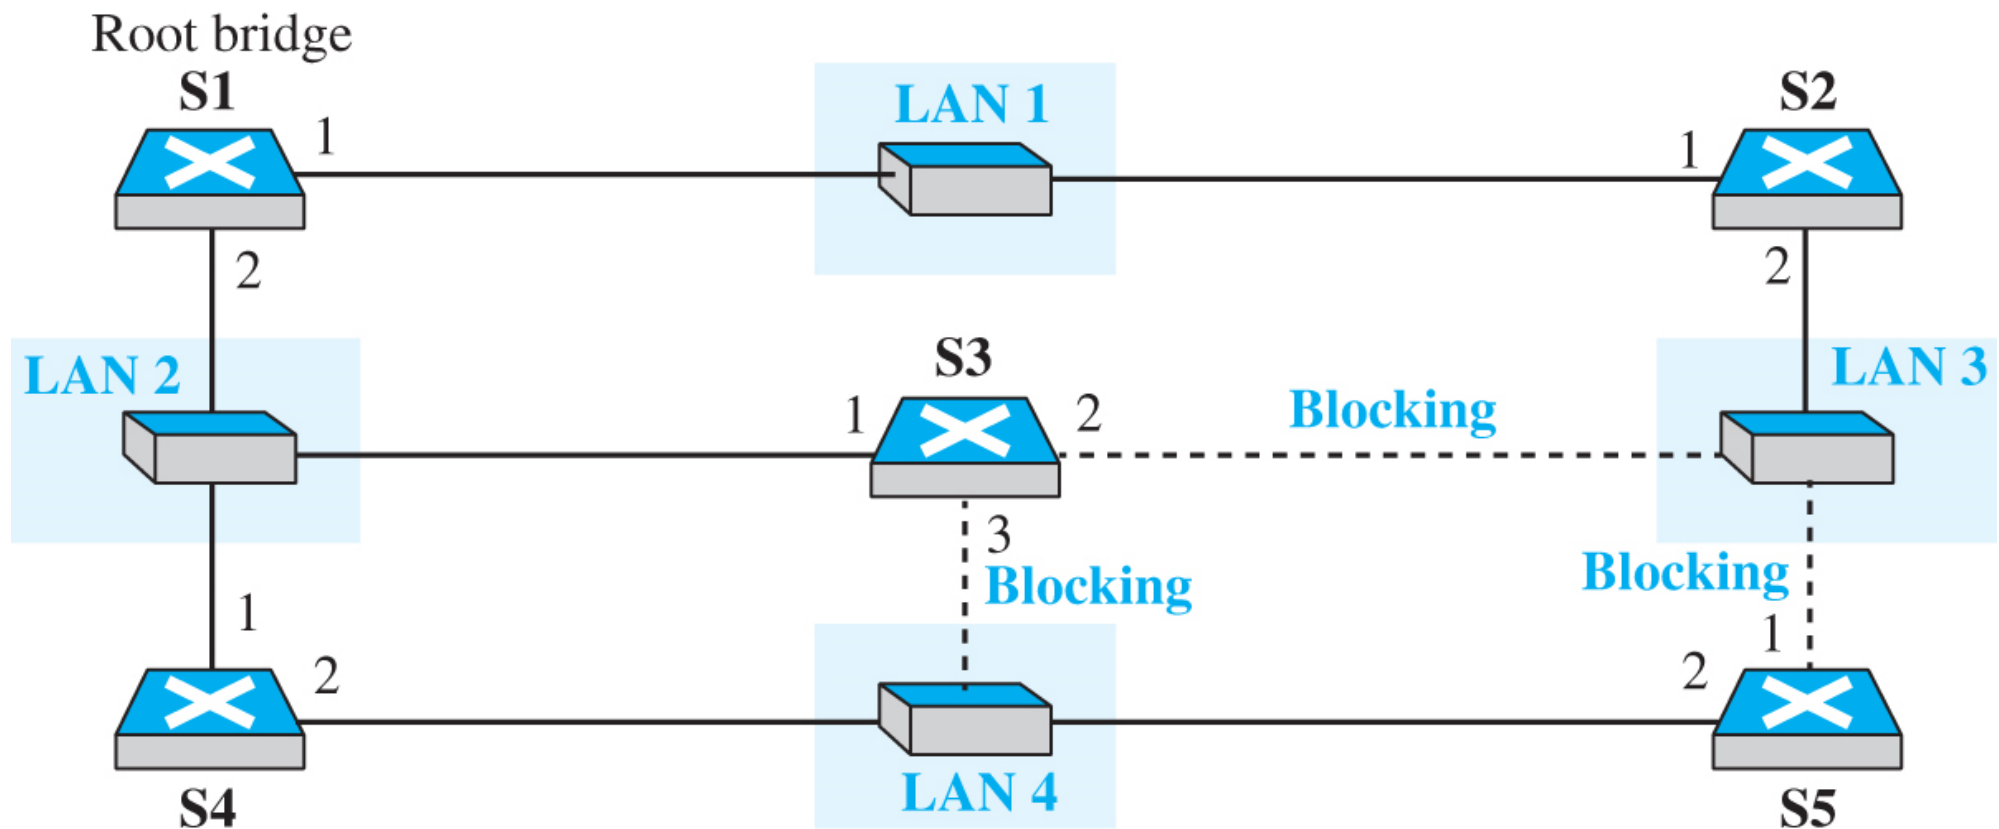 Root bridge
S1
1
2
LAN 1
S2
1
2
LAN 2
S3
1
2
3
Blocking
Blocking
LAN 3
Blocking
1
2
S4
LAN 4
1
2
S5